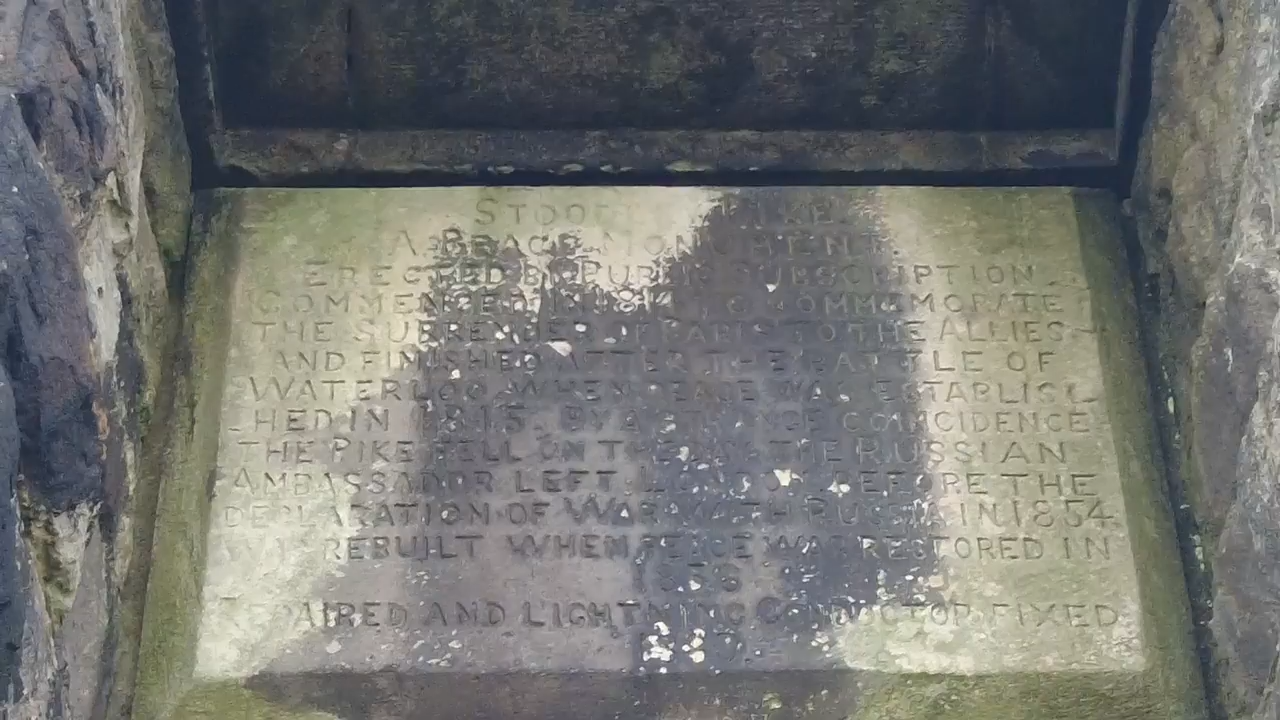 STOODLEY PIKE
A PEACE MONUMENT
ERECTED BY PUBLIC SUBSCRIPTION
COMMENCED IN 1814, TO COMMEMORATE
THE SURRENDER OF PARIS TO THE ALLIES
AND FINISHED AFTER THE BATTLE OF
WATERLOO WHEN PEACE WAS ESTABLIS
HED IN 1815. BY A STRANGE COINCIDENCE
THE PIKE FELL ON THE DAY THE RUSSIAN
AMBASSADOR LEFT LONDON BEFORE THE
DECLARATION OF WAR WITH RUSSIA IN 1854
WAS REBUILT WHEN PEACE WAS RESTORED IN
1856
REPAIRED AND LIGHTNING CONDUCTOR FIXED